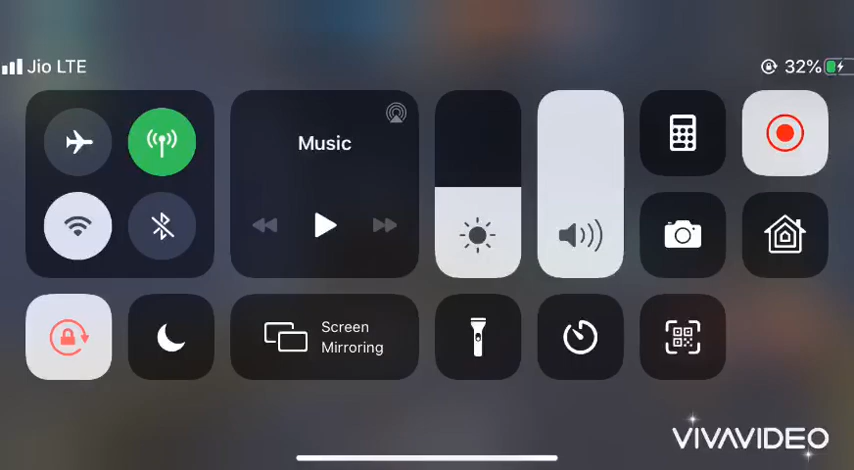 Jio LTE
32%
Music
Screen
Mirroring
VIVAVIDEO